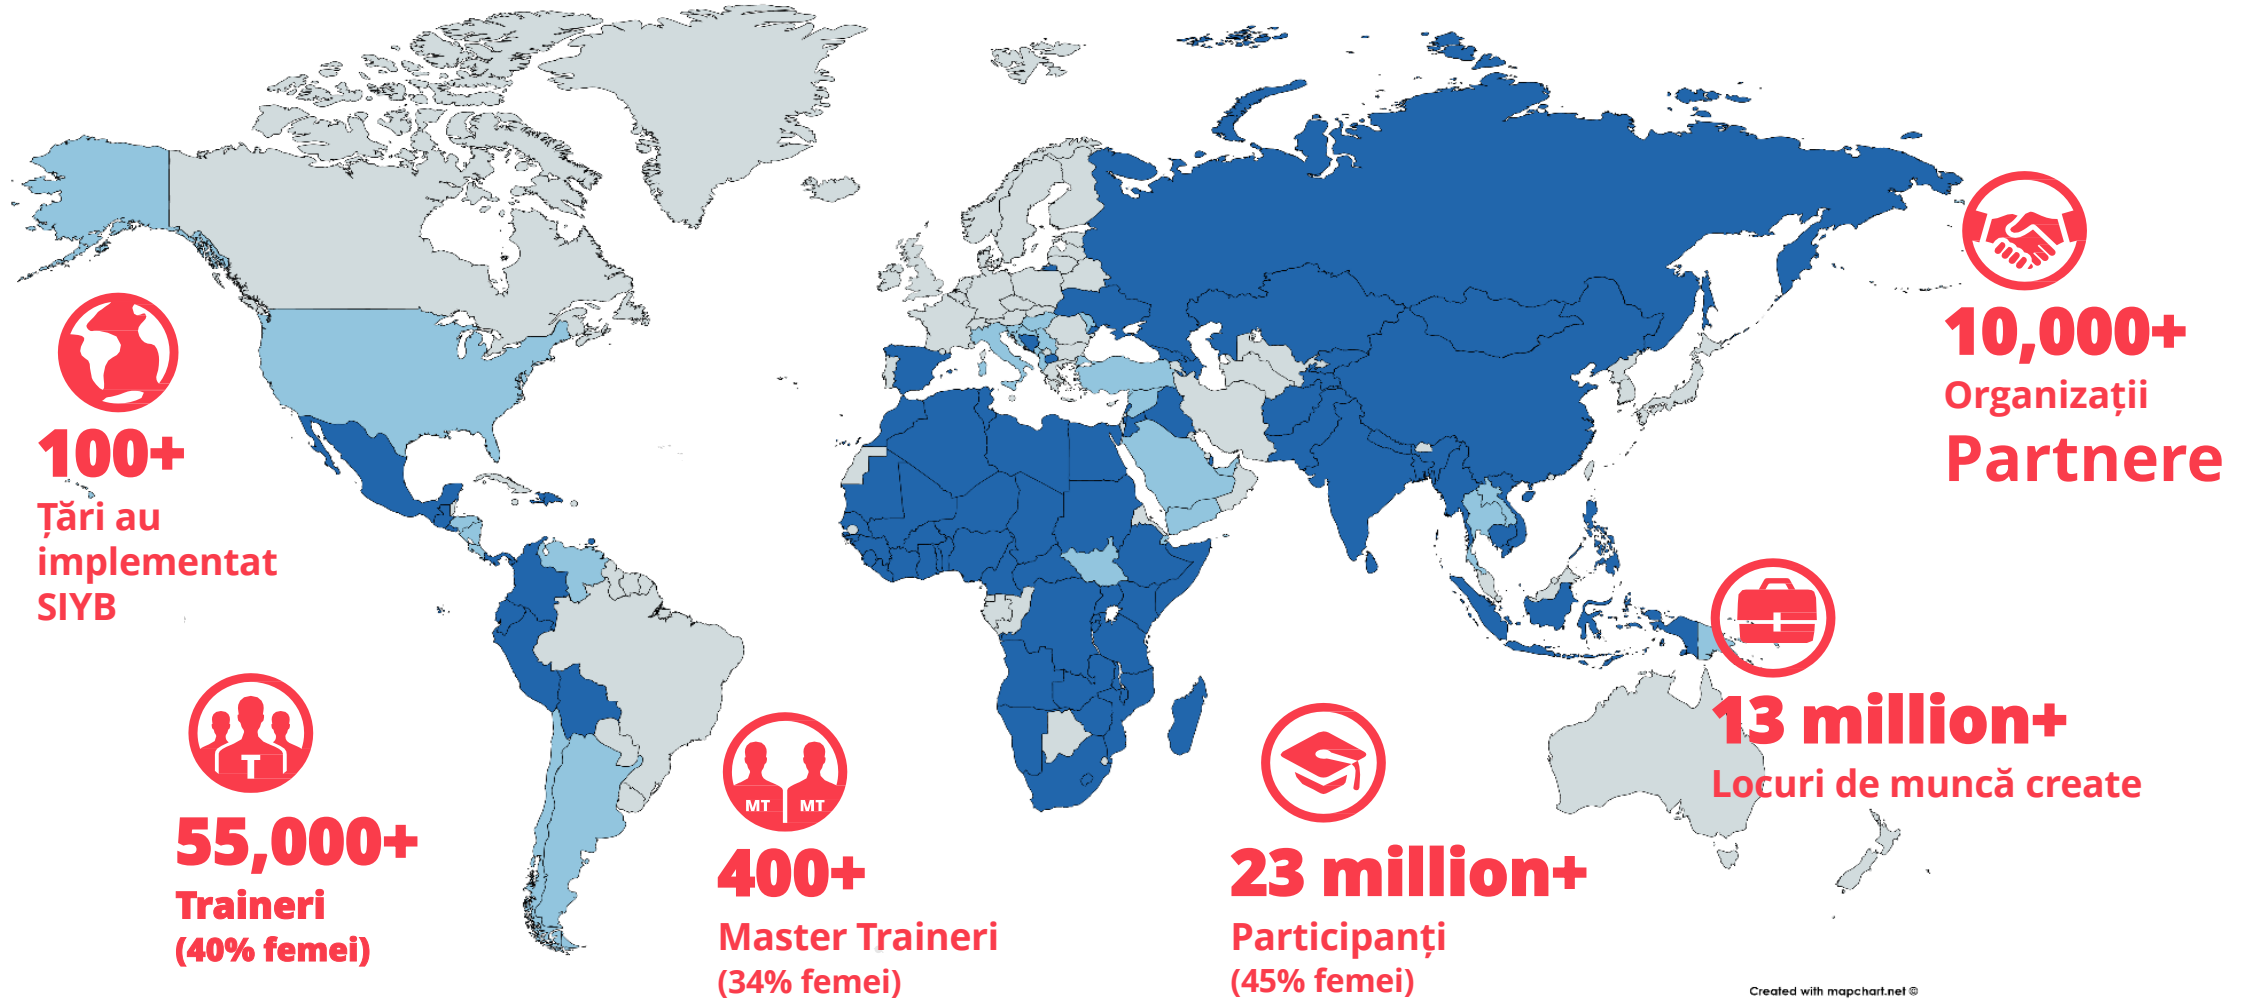 100+
Țări au
implementat
SIYB
T
55,000+
Traineri
(40% femei)
MT MT
400+
Master Traineri
(34% femei)
23 million+
Participanți
(45% femei)
10,000+
Organizații
Partnere
13 million+
Locuri de muncă create
Created with mapchart.net ©